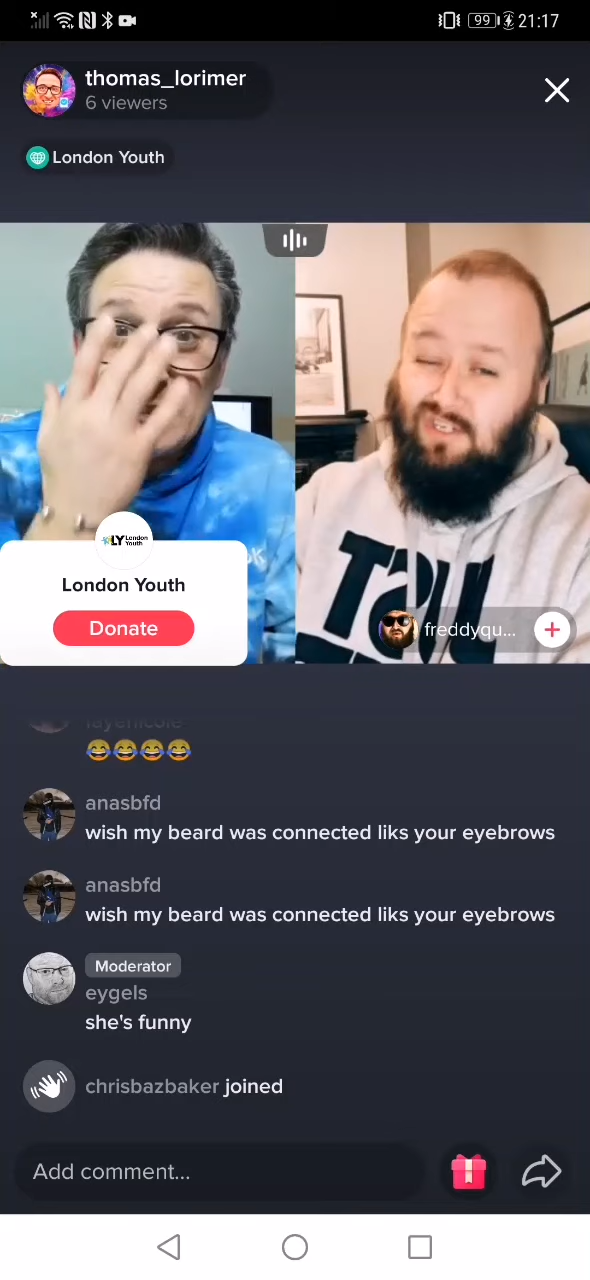 99 21:17
thomas_lorimer
6 viewers
London Youth
LY London
Youth
London Youth
Donate
freddyqu...
layenicole
😂😂😂😂
anasbfd
wish my beard was connected liks your eyebrows
anasbfd
wish my beard was connected liks your eyebrows
Moderator
eygels
she's funny
chrisbazbaker joined
Add comment...